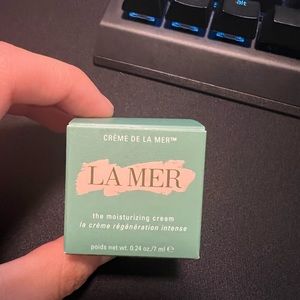 CRÈME DE LA MER™
LA MER
the moisturizing cream
la crème régénération intense
poids net wt. 0.24 oz./7 ml ℮